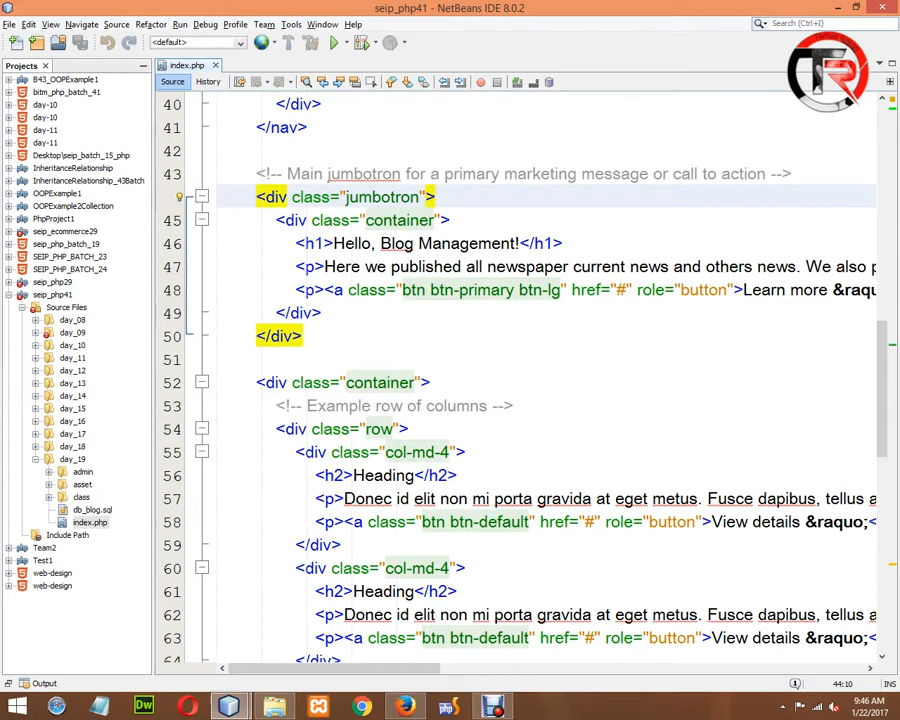 seip_php41 - NetBeans IDE 8.0.2
File Edit View Navigate Source Refactor Run Debug Profile Team Tools Window Help
Search (Ctrl+I)
<default>
TR
Projects
index.php
Source History
B43_OOPExample1
bitm_php_batch_41
day-10
day-10
day-11
day-11
Desktop\seip_batch_15_php
InheritanceRelationship
InheritanceRelationship_43Batch
OOPExample1
OOPExample2Collection
PhpProject1
seip_ecommerce29
seip_php_batch_19
SEIP_PHP_BATCH_23
SEIP_PHP_BATCH_24
seip_php29
seip_php41
Source Files
day_08
day_09
day_10
day_11
day_12
day_13
day_14
day_15
day_16
day_17
day_18
day_19
admin
asset
class
db_blog.sql
index.php
Include Path
Team2
Test1
web-design
web-design
40 </div>
41 </nav>
42
43 <!-- Main jumbotron for a primary marketing message or call to action -->
<div class="jumbotron">
45 <div class="container">
46 <h1>Hello, Blog Management!</h1>
47 <p>Here we published all newspaper current news and others news. We also p
48 <p><a class="btn btn-primary btn-lg" href="#" role="button">Learn more &raqu
49 </div>
50 </div>
51
52 <div class="container">
53 <!-- Example row of columns -->
54 <div class="row">
55 <div class="col-md-4">
56 <h2>Heading</h2>
57 <p>Donec id elit non mi porta gravida at eget metus. Fusce dapibus, tellus a
58 <p><a class="btn btn-default" href="#" role="button">View details &raquo;<
59 </div>
60 <div class="col-md-4">
61 <h2>Heading</h2>
62 <p>Donec id elit non mi porta gravida at eget metus. Fusce dapibus, tellus a
63 <p><a class="btn btn-default" href="#" role="button">View details &raquo;<
64 </div>
Output
44:10 INS
Dw
9:46 AM
1/22/2017